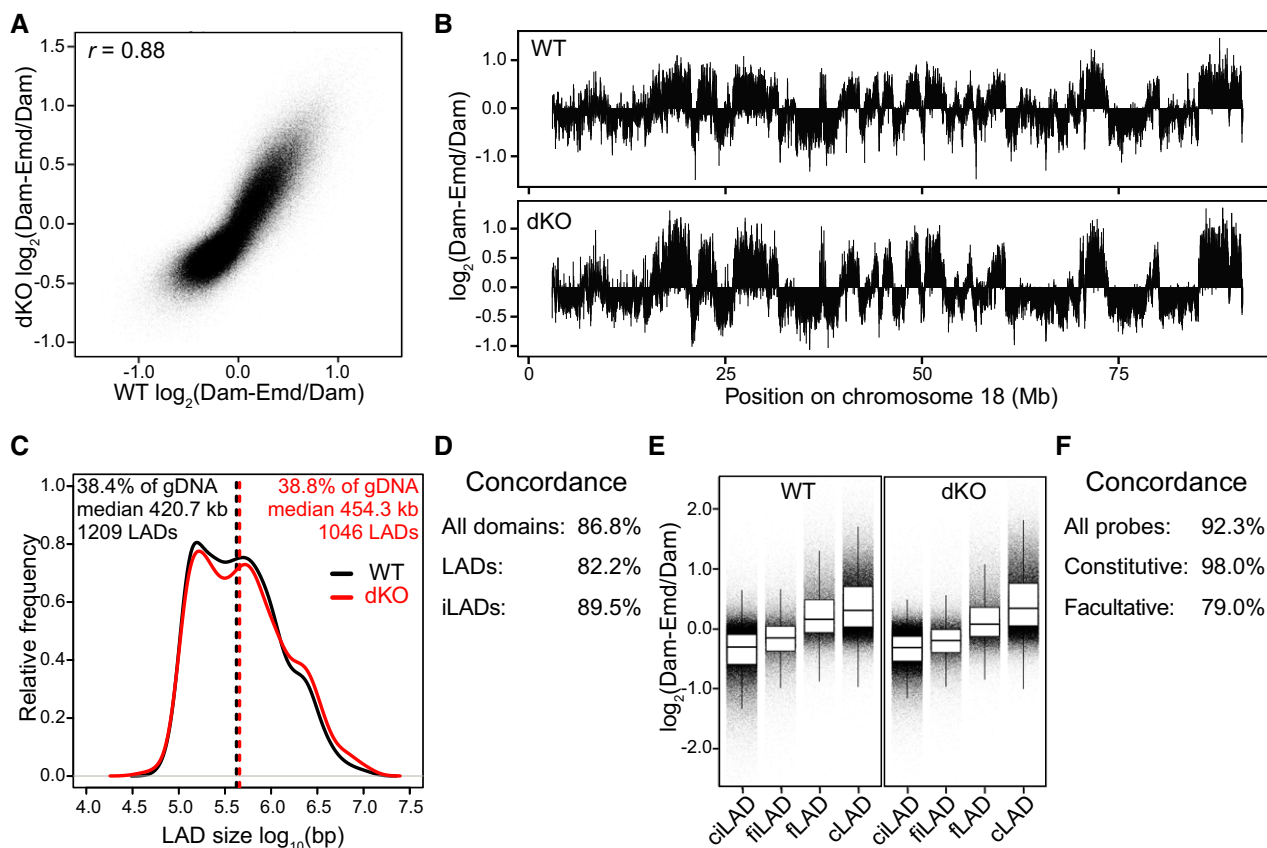 A
r = 0.88
1.5
1.0
0.5
0.0
-0.5
-1.0
dKO log2(Dam-Emd/Dam)
-1.0 0.0 1.0
WT log2(Dam-Emd/Dam)
B
WT
1.0
0.0
-1.0
dKO
1.0
0.5
0.0
-0.5
-1.0
log2(Dam-Emd/Dam)
0 25 50 75
Position on chromosome 18 (Mb)
C
38.4% of gDNA
median 420.7 kb
1209 LADs
38.8% of gDNA
median 454.3 kb
1046 LADs
WT
dKO
1.0
0.8
0.6
0.4
0.2
0.0
Relative frequency
4.0 4.5 5.0 5.5 6.0 6.5 7.0 7.5
LAD size log10(bp)
D
Concordance
All domains: 86.8%
LADs: 82.2%
iLADs: 89.5%
E
WT dKO
2.0
1.0
0.0
-1.0
-2.0
log2(Dam-Emd/Dam)
ciLAD fiLAD fLAD cLAD ciLAD fiLAD fLAD cLAD
F
Concordance
All probes: 92.3%
Constitutive: 98.0%
Facultative: 79.0%